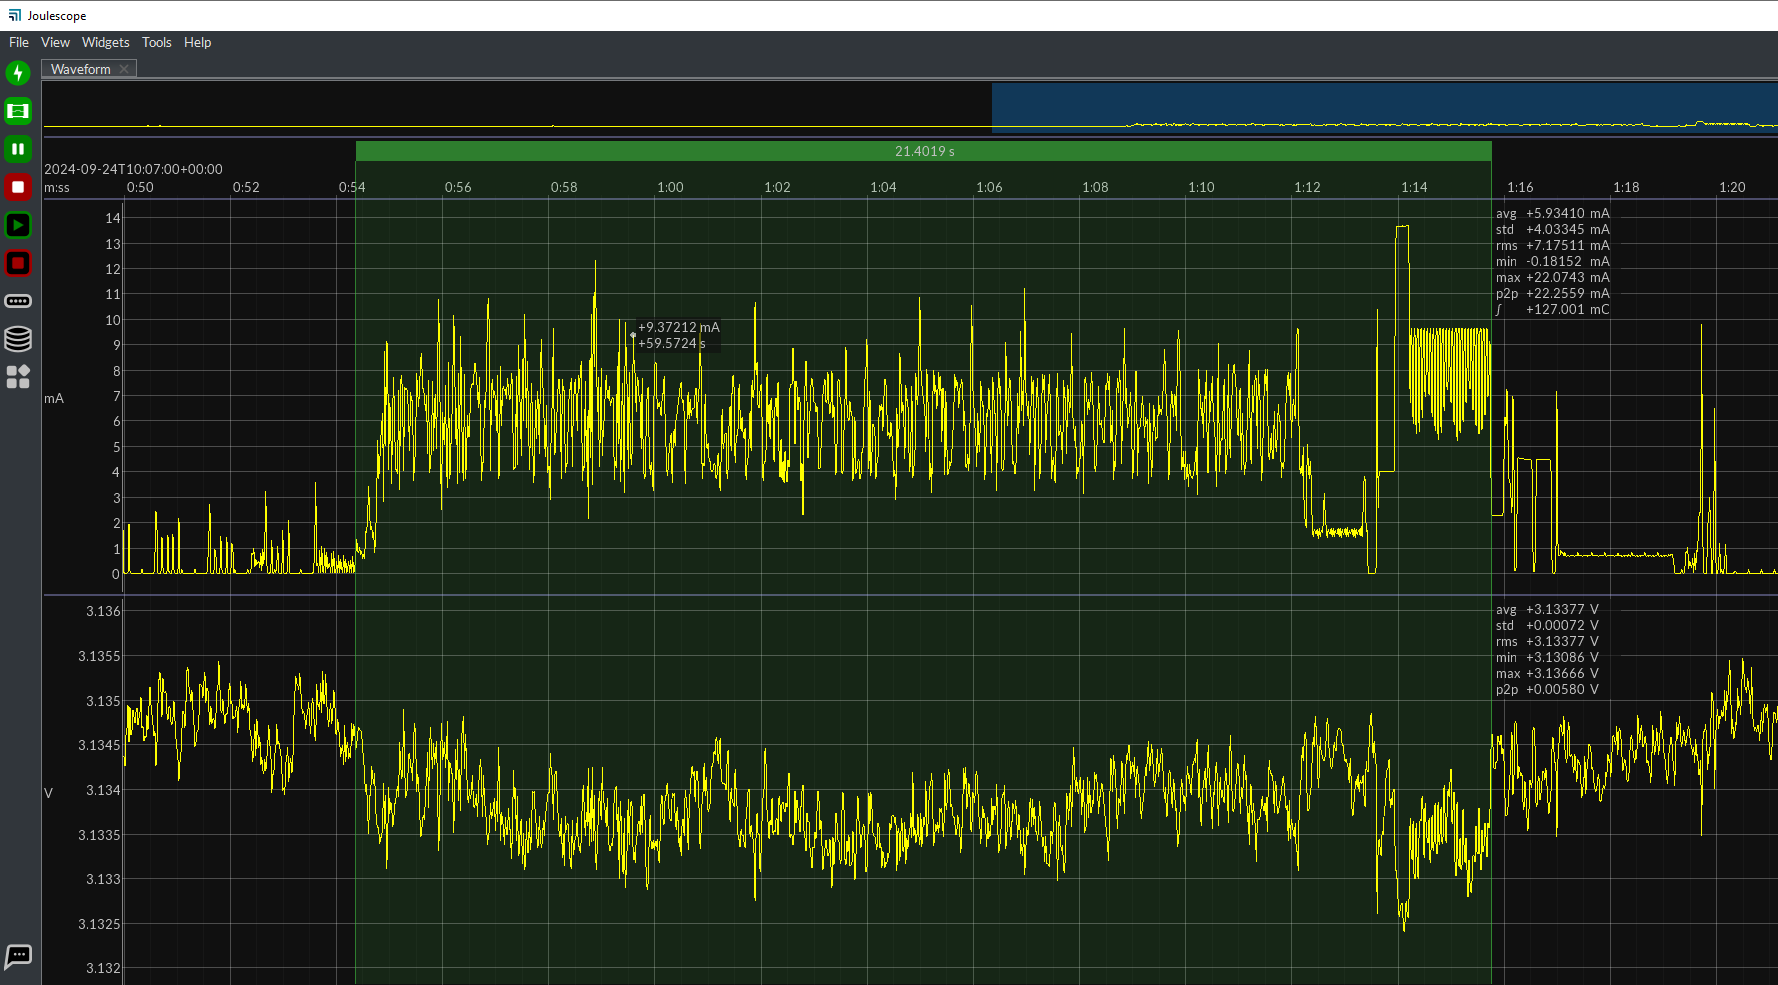 Joulescope
File View Widgets Tools Help
Waveform
21.4019 s
2024-09-24T10:07:00+00:00
m:ss 0:50 0:52 0:54 0:56 0:58 1:00 1:02 1:04 1:06 1:08 1:10 1:12 1:14 1:16 1:18 1:20
14
13
12
11
10
9
8
7
6
5
4
3
2
1
0
mA
+9.37212 mA
+59.5724 s
avg +5.93410 mA
std +4.03345 mA
rms +7.17511 mA
min -0.18152 mA
max +22.0743 mA
p2p +22.2559 mA
∫ +127.001 mC
3.136
3.1355
3.135
3.1345
3.134
3.1335
3.133
3.1325
3.132
V
avg +3.13377 V
std +0.00072 V
rms +3.13377 V
min +3.13086 V
max +3.13666 V
p2p +0.00580 V